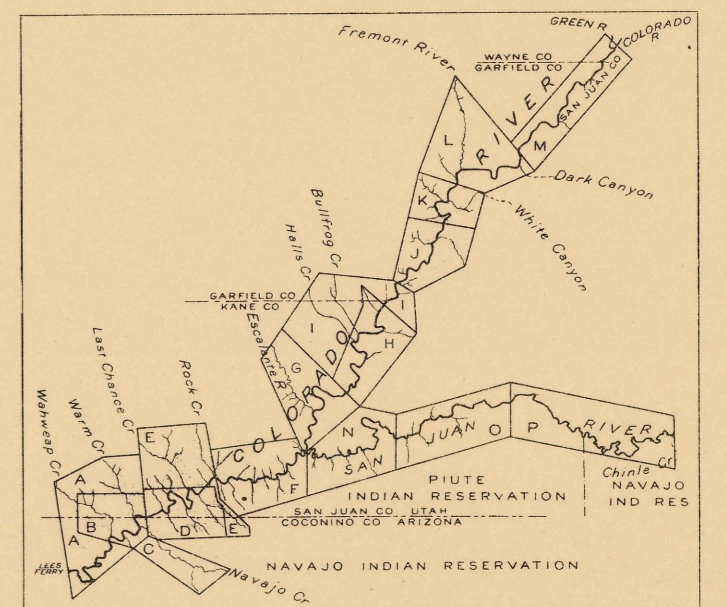 GREEN R
COLORADO
R
Fremont River
WAYNE CO
GARFIELD CO
SAN JUAN CO
RIVER
L
M
Dark Canyon
K
White Canyon
J
Bullfrog Cr
Halls Cr
GARFIELD CO
KANE CO
I
I
H
Escalante R
G
COLORADO
Last Chance Cr
Rock Cr
Warm Cr
Wahweap Cr
E
C
N
SAN
JUAN
O
P
RIVER
A
F
PIUTE
INDIAN RESERVATION
Chinle Cr
NAVAJO
IND RES
B
D
E
SAN JUAN CO UTAH
COCONINO CO ARIZONA
A
C
LEES
FERRY
NAVAJO INDIAN RESERVATION
Navajo Cr